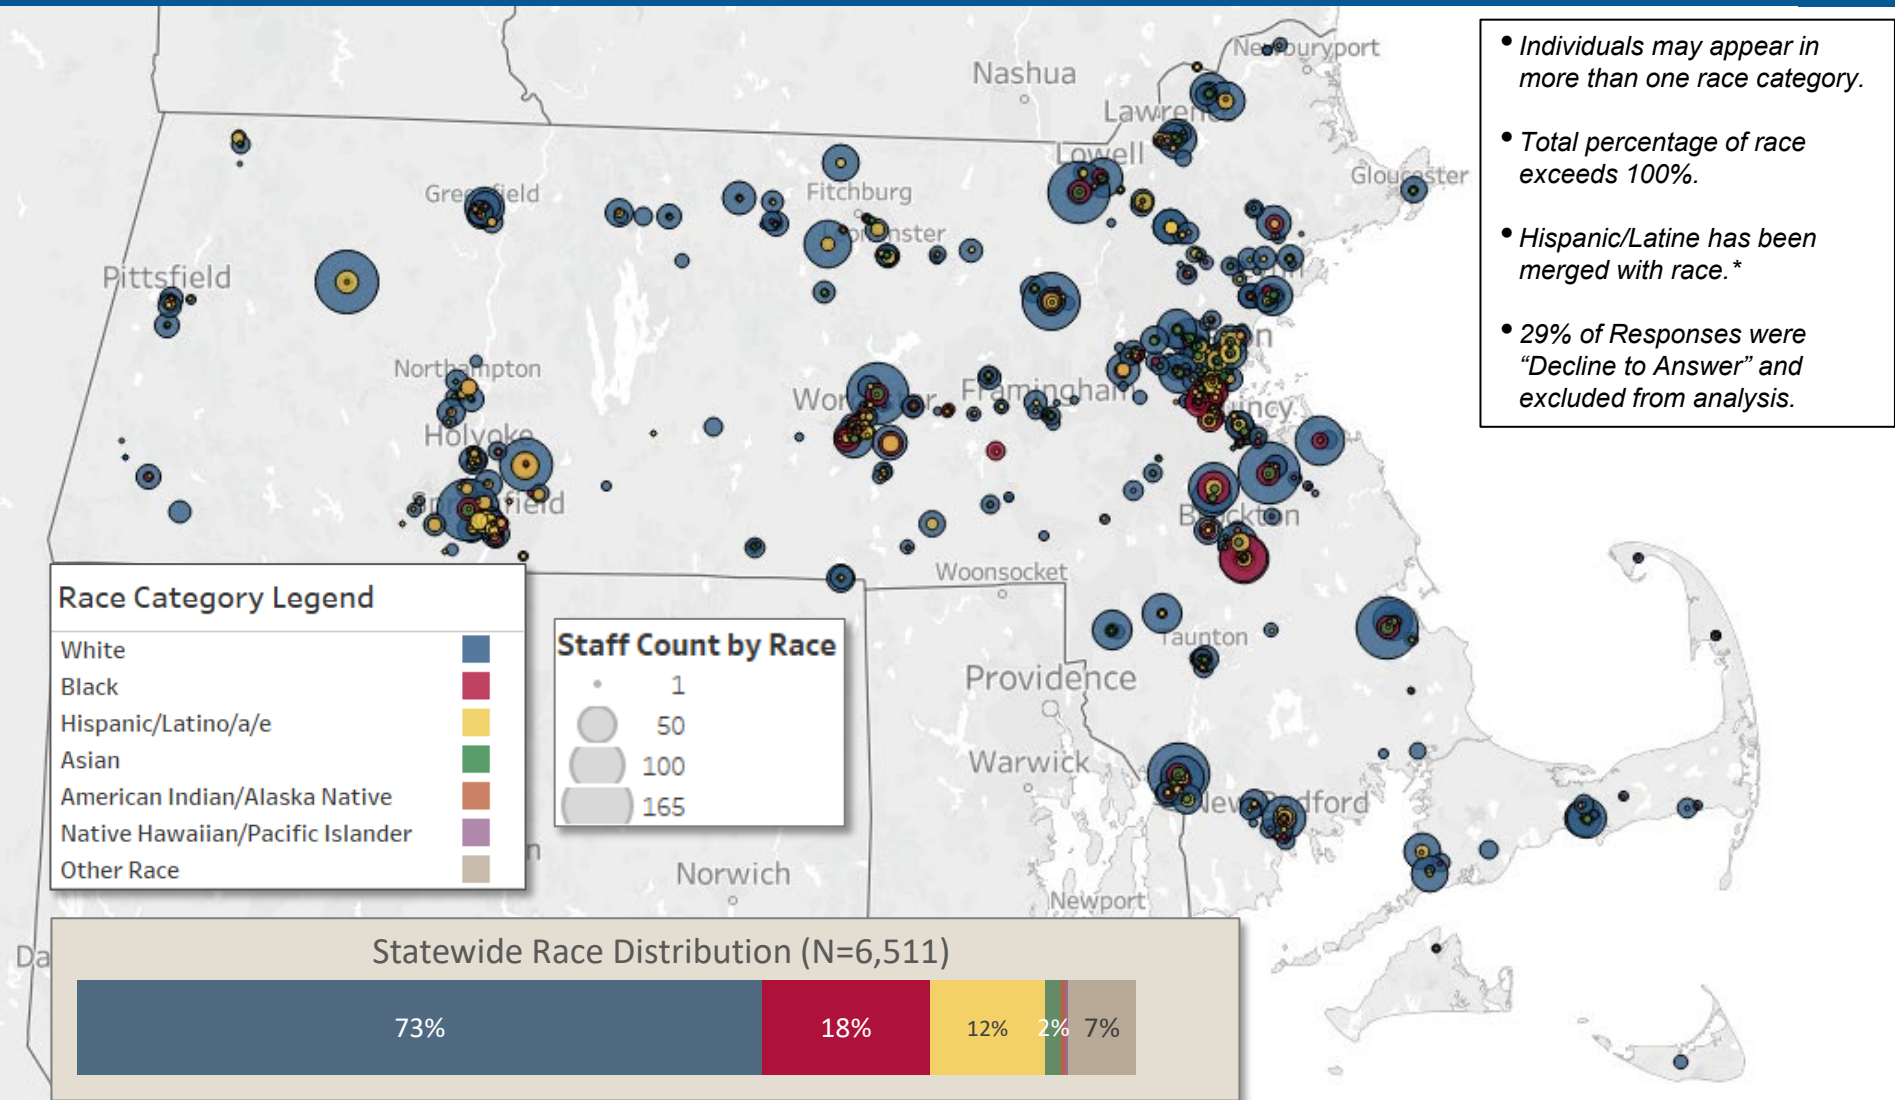 • Individuals may appear in
more than one race category.
• Total percentage of race
exceeds 100%.
• Hispanic/Latine has been
merged with race.*
• 29% of Responses were
“Decline to Answer” and
excluded from analysis.
Nashua
Lowell
Gloucester
Fitchburg
Pittsfield
Northampton
Holyoke
Framingham
Woonsocket
Taunton
Providence
Warwick
Norwich
Newport
Race Category Legend
White
Black
Hispanic/Latino/a/e
Asian
American Indian/Alaska Native
Native Hawaiian/Pacific Islander
Other Race
Staff Count by Race
1
50
100
165
Statewide Race Distribution (N=6,511)
73%
18%
12%
2%
7%